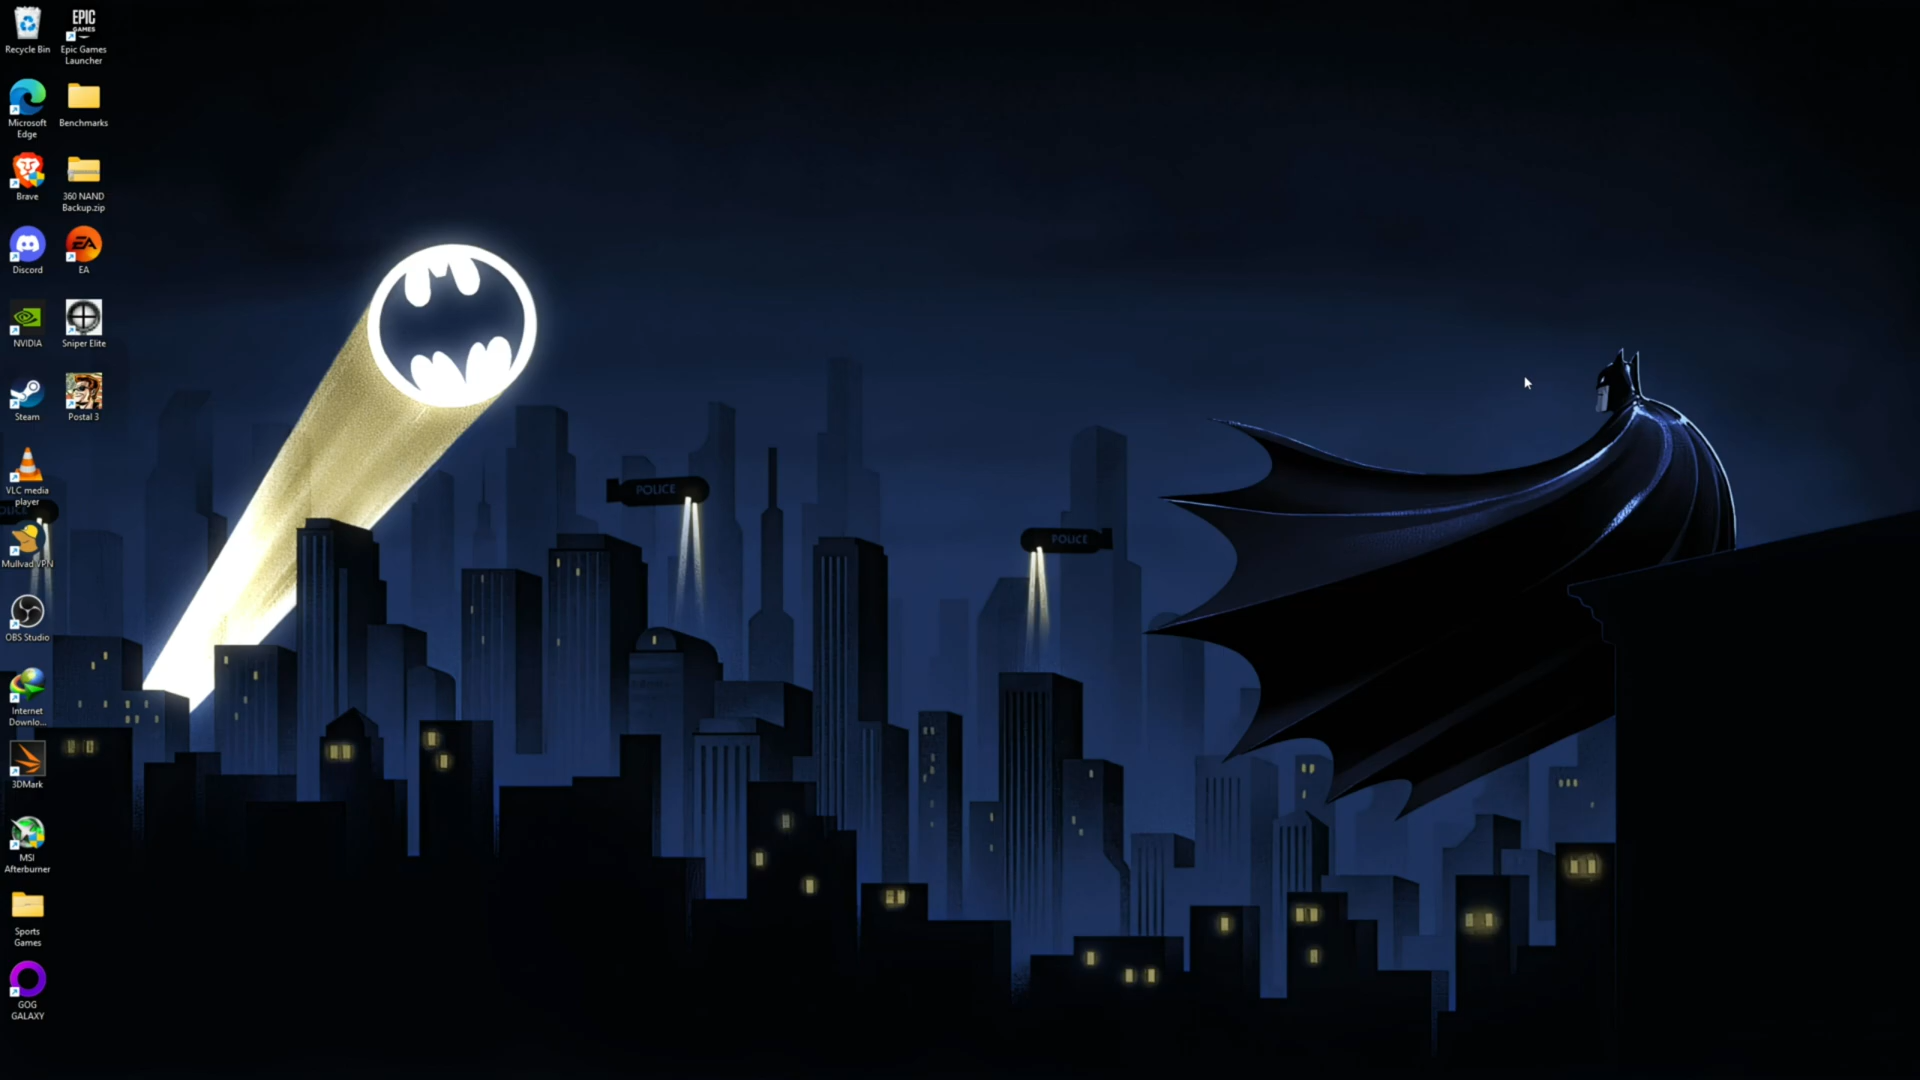 Recycle Bin
EPIC
GAMES
Epic Games
Launcher
Microsoft
Edge
Benchmarks
Brave
360 NAND
Backup.zip
Discord
EA
EA
NVIDIA
Sniper Elite
Steam
Postal 3
VLC media
player
Mullvad VPN
OBS Studio
Internet
Downlo...
3DMark
MSI
Afterburner
Sports
Games
GOG
GALAXY
POLICE
POLICE